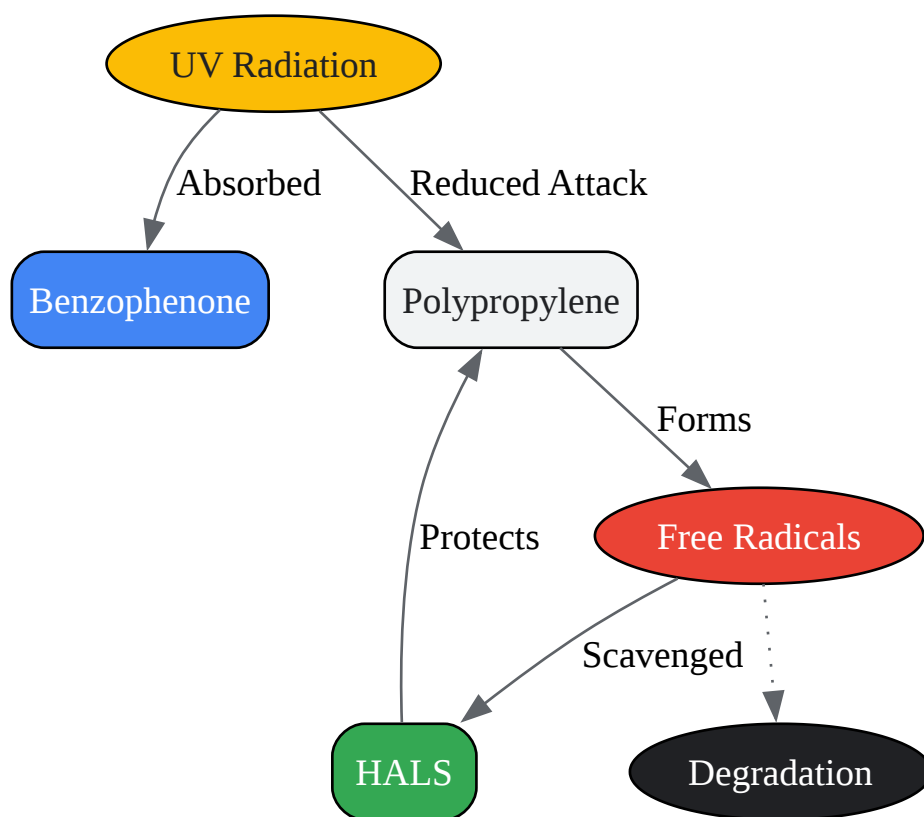 UV Radiation
Absorbed
Reduced Attack
Benzophenone
Polypropylene
Forms
Protects
Free Radicals
Scavenged
HALS
Degradation